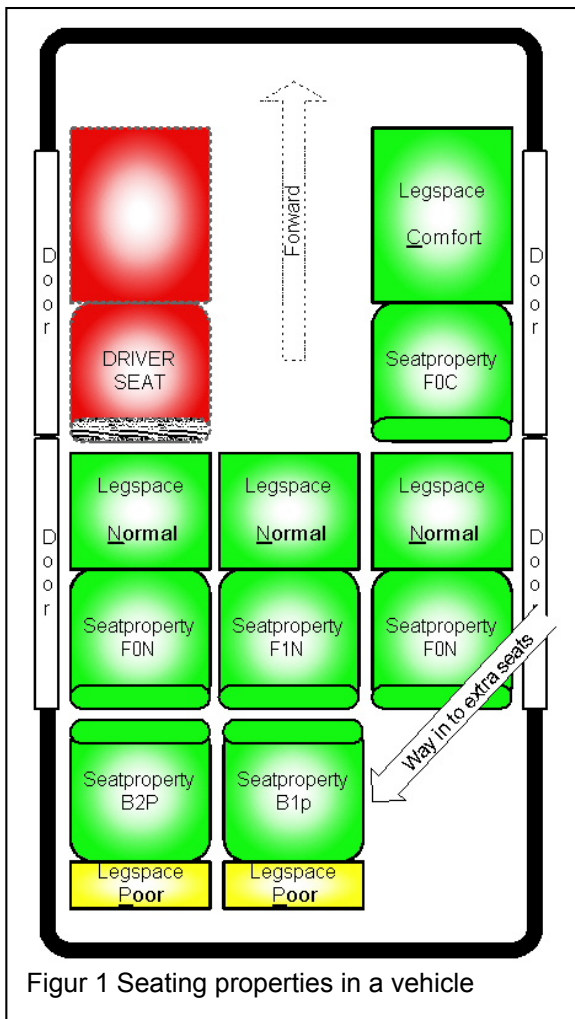 Forward
Legspace
Comfort
Door
Door
DRIVER
SEAT
Seatproperty
F0C
Legspace
Normal
Legspace
Normal
Legspace
Normal
Door
Door
Seatproperty
F0N
Seatproperty
F1N
Seatproperty
F0N
Way in to extra seats
Seatproperty
B2P
Seatproperty
B1p
Legspace
Poor
Legspace
Poor
Figur 1 Seating properties in a vehicle